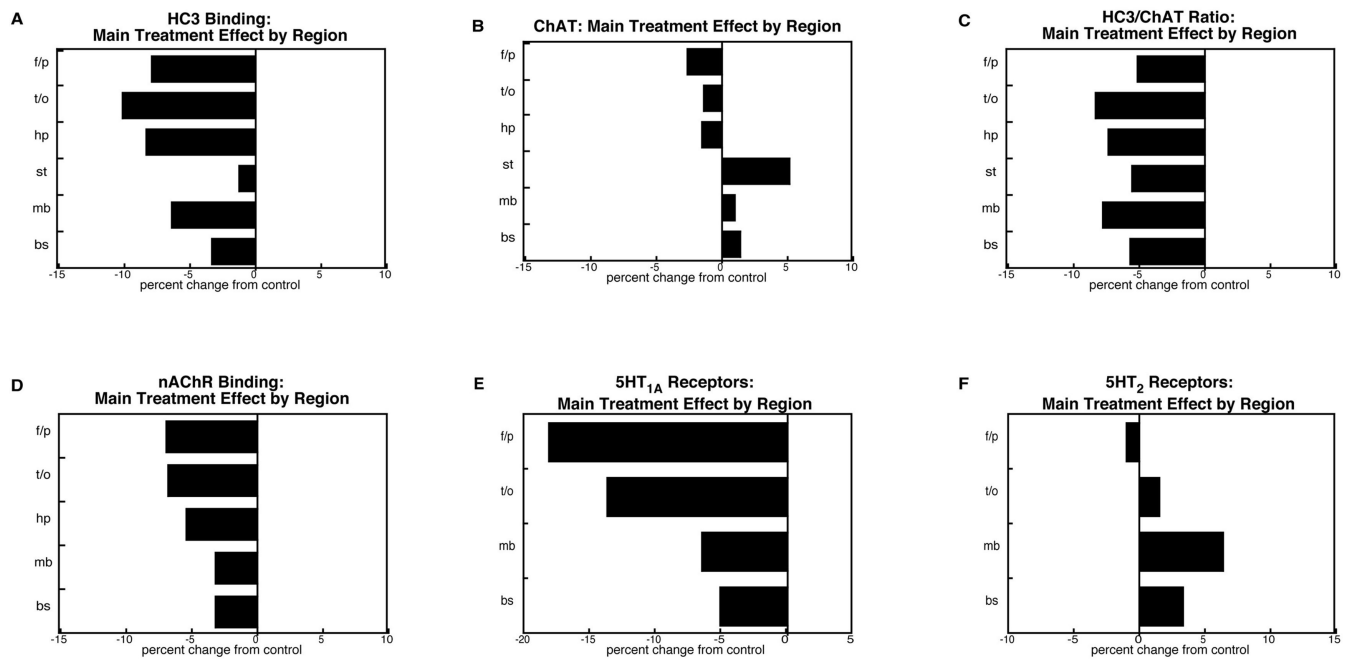 A
HC3 Binding:
Main Treatment Effect by Region
f/p
t/o
hp
st
mb
bs
-15 -10 -5 0 5 10
percent change from control
B
ChAT: Main Treatment Effect by Region
f/p
t/o
hp
st
mb
bs
-15 -10 -5 0 5 10
percent change from control
C
HC3/ChAT Ratio:
Main Treatment Effect by Region
f/p
t/o
hp
st
mb
bs
-15 -10 -5 0 5 10
percent change from control
D
nAChR Binding:
Main Treatment Effect by Region
f/p
t/o
hp
mb
bs
-15 -10 -5 0 5 10
percent change from control
E
5HT1A Receptors:
Main Treatment Effect by Region
f/p
t/o
mb
bs
-20 -15 -10 -5 0 5
percent change from control
F
5HT2 Receptors:
Main Treatment Effect by Region
f/p
t/o
mb
bs
-10 -5 0 5 10 15
percent change from control